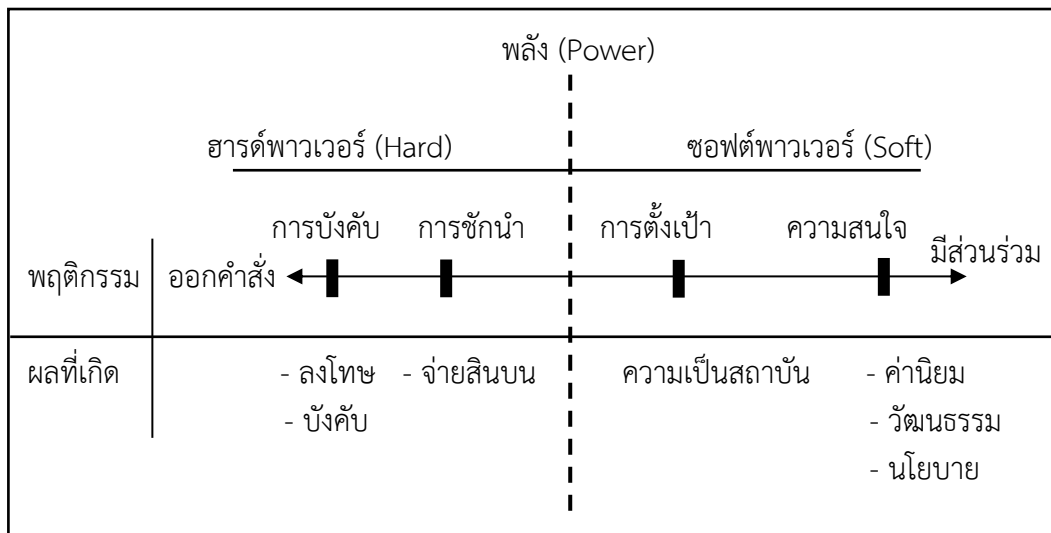 พลัง (Power)
ฮารด์พาวเวอร์ (Hard) ซอฟต์พาวเวอร์ (Soft)
การบังคับ การชักนำ การตั้งเป้า ความสนใจ
พฤติกรรม ออกคำสั่ง มีส่วนร่วม
ผลที่เกิด - ลงโทษ - จ่ายสินบน ความเป็นสถาบัน - ค่านิยม
- บังคับ - วัฒนธรรม
- นโยบาย